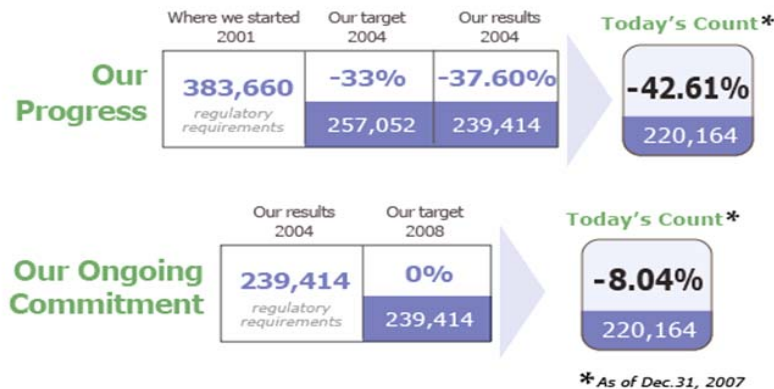 Where we started Our target Our results
2001 2004 2004
Today's Count*
Our
Progress
383,660 -33% -37.60%
regulatory
requirements
257,052 239,414
-42.61%
220,164
Our results Our target
2004 2008
Today's Count*
Our Ongoing
Commitment
239,414 0%
regulatory
requirements
239,414
-8.04%
220,164
*As of Dec.31, 2007